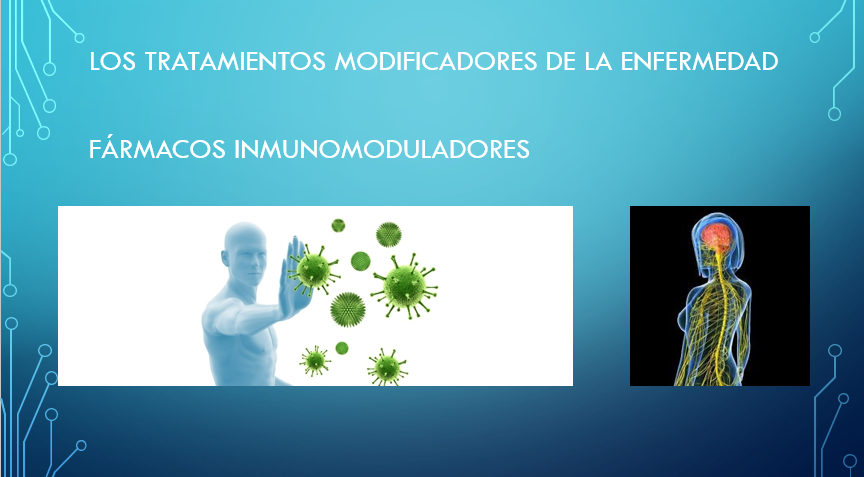 LOS TRATAMIENTOS MODIFICADORES DE LA ENFERMEDAD
FÁRMACOS INMUNOMODULADORES